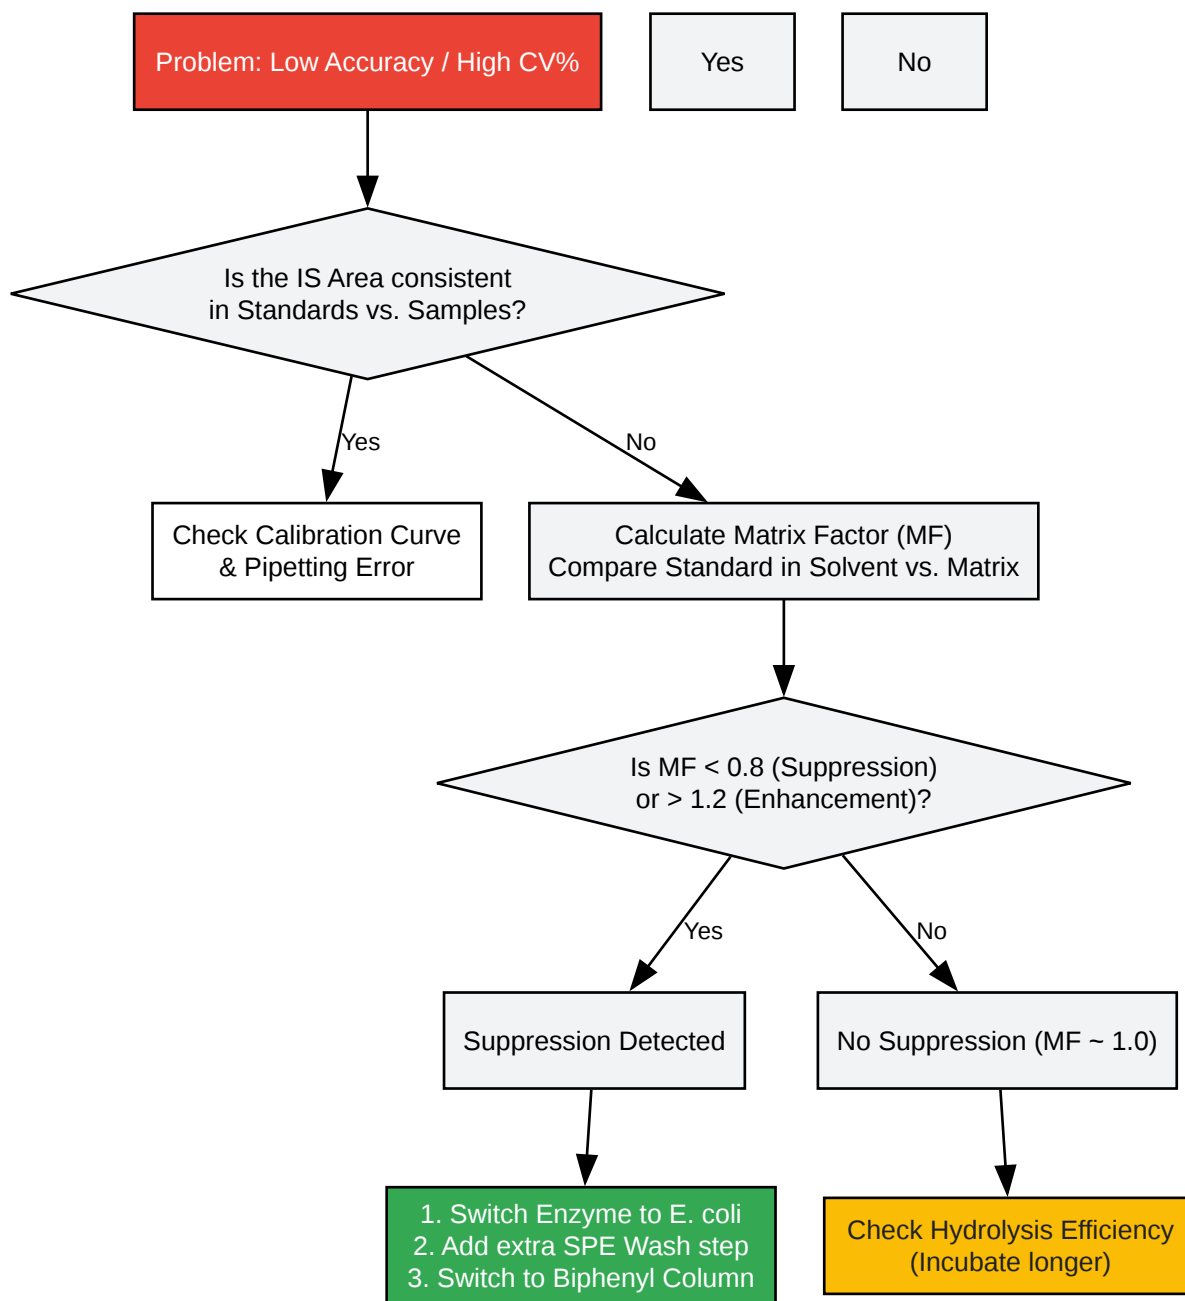 Problem: Low Accuracy / High CV%
Yes
No
Is the IS Area consistent
in Standards vs. Samples?
Yes
No
Check Calibration Curve
& Pipetting Error
Calculate Matrix Factor (MF)
Compare Standard in Solvent vs. Matrix
Is MF < 0.8 (Suppression)
or > 1.2 (Enhancement)?
Yes
No
Suppression Detected
No Suppression (MF ~ 1.0)
1. Switch Enzyme to E. coli
2. Add extra SPE Wash step
3. Switch to Biphenyl Column
Check Hydrolysis Efficiency
(Incubate longer)